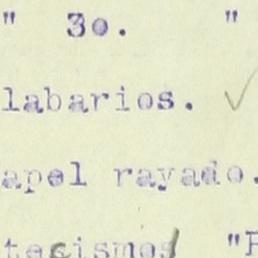 " 3o. "
labarios.
apel rayado.
tecismos "P